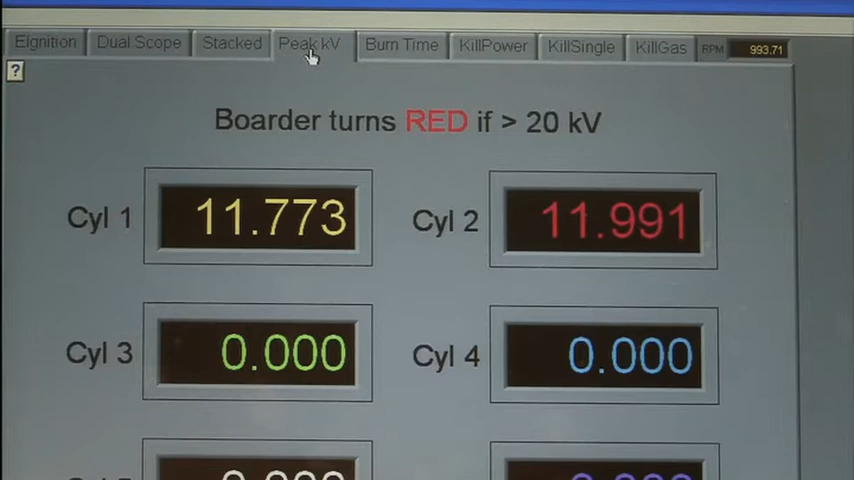 Eignition Dual Scope Stacked Peak kV Burn Time KillPower KillSingle KillGas RPM 993.71
?
Boarder turns RED if > 20 kV
Cyl 1 11.773 Cyl 2 11.991
Cyl 3 0.000 Cyl 4 0.000